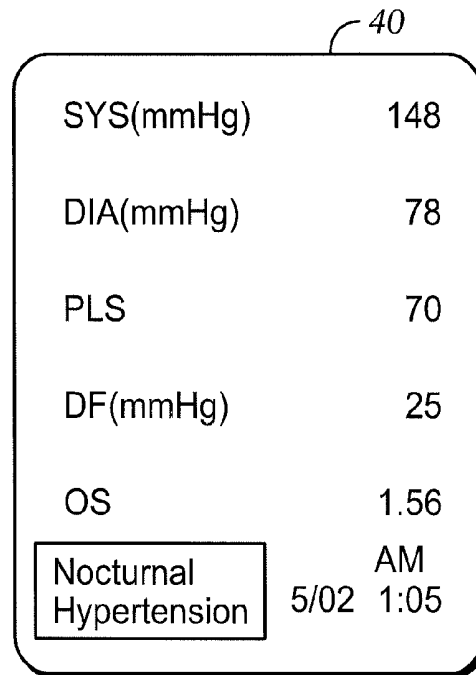 40
SYS(mmHg) 148
DIA(mmHg) 78
PLS 70
DF(mmHg) 25
OS 1.56
Nocturnal AM
Hypertension 5/02 1:05